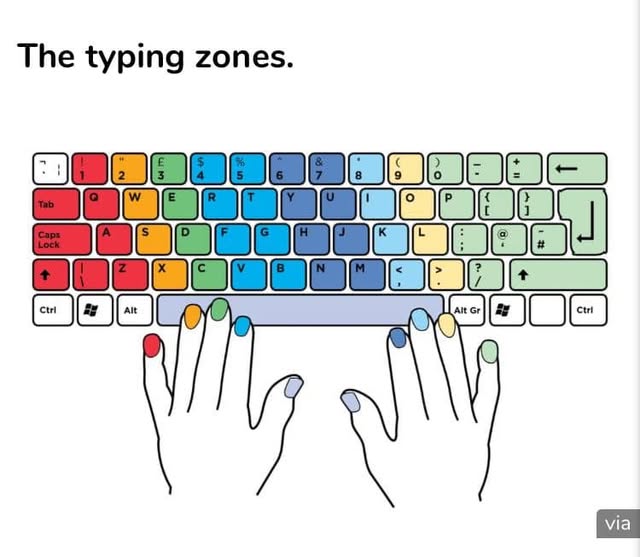 The typing zones.
¬ ¦ ! " £ $ % ^ & * ( ) _ + ←
` 1 2 3 4 5 6 7 8 9 0 - =
Tab Q W E R T Y U I O P { }
[ ]
Caps A S D F G H J K L : @ ~
Lock ; ' #
| Z X C V B N M < > ?
\ , . /
Ctrl Alt Alt Gr Ctrl
via